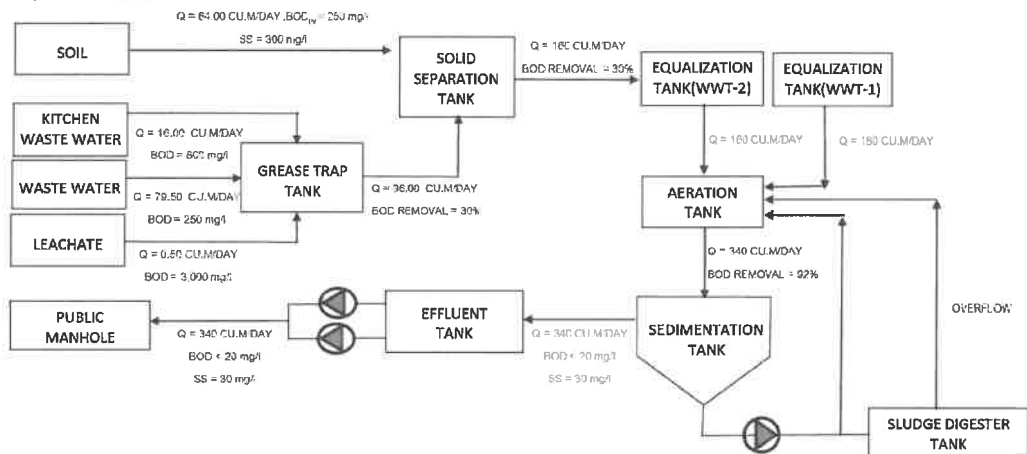 Q = 64.00 CU.M/DAY ,BOD = 250 mg/l
SS = 300 mg/l
SOIL
SOLID
SEPARATION
TANK
Q = 160 CU.M/DAY
BOD REMOVAL = 30%
EQUALIZATION
TANK(WWT-2)
EQUALIZATION
TANK(WWT-1)
KITCHEN
WASTE WATER
Q = 16.00 CU.M/DAY
BOD = 800 mg/l
Q = 160 CU.M/DAY
Q = 180 CU.M/DAY
WASTE WATER
GREASE TRAP
TANK
Q = 79.50 CU.M/DAY
BOD = 250 mg/l
Q = 96.00 CU.M/DAY
BOD REMOVAL = 30%
AERATION
TANK
LEACHATE
Q = 0.50 CU.M/DAY
BOD = 3,000 mg/l
Q = 340 CU.M/DAY
BOD REMOVAL = 92%
OVERFLOW
PUBLIC
MANHOLE
EFFLUENT
TANK
SEDIMENTATION
TANK
Q = 340 CU.M/DAY
BOD < 20 mg/l
SS = 30 mg/l
Q = 340 CU.M/DAY
BOD < 20 mg/l
SS = 30 mg/l
SLUDGE DIGESTER
TANK